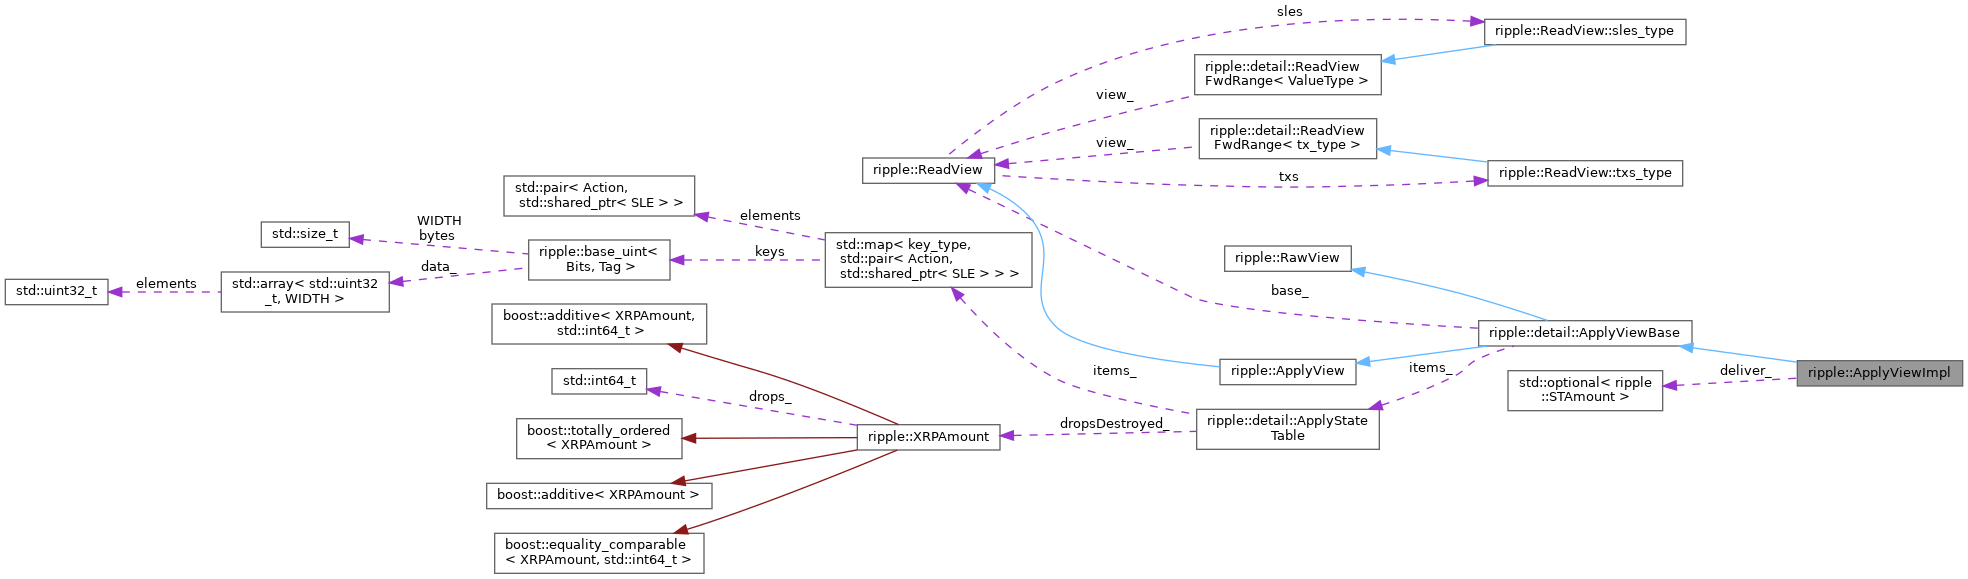 sles
ripple::ReadView::sles_type
ripple::detail::ReadView
FwdRange< ValueType >
view_
ripple::detail::ReadView
FwdRange< tx_type >
view_
ripple::ReadView
ripple::ReadView::txs_type
txs
std::pair< Action,
std::shared_ptr< SLE > >
elements
WIDTH
bytes
std::size_t
ripple::base_uint<
Bits, Tag >
keys
std::map< key_type,
std::pair< Action,
std::shared_ptr< SLE > > >
ripple::RawView
data_
std::uint32_t
elements
std::array< std::uint32
_t, WIDTH >
base_
boost::additive< XRPAmount,
std::int64_t >
ripple::detail::ApplyViewBase
ripple::ApplyView
items_
items_
deliver_
ripple::ApplyViewImpl
std::int64_t
drops_
std::optional< ripple
::STAmount >
boost::totally_ordered
< XRPAmount >
ripple::XRPAmount
dropsDestroyed_
ripple::detail::ApplyState
Table
boost::additive< XRPAmount >
boost::equality_comparable
< XRPAmount, std::int64_t >